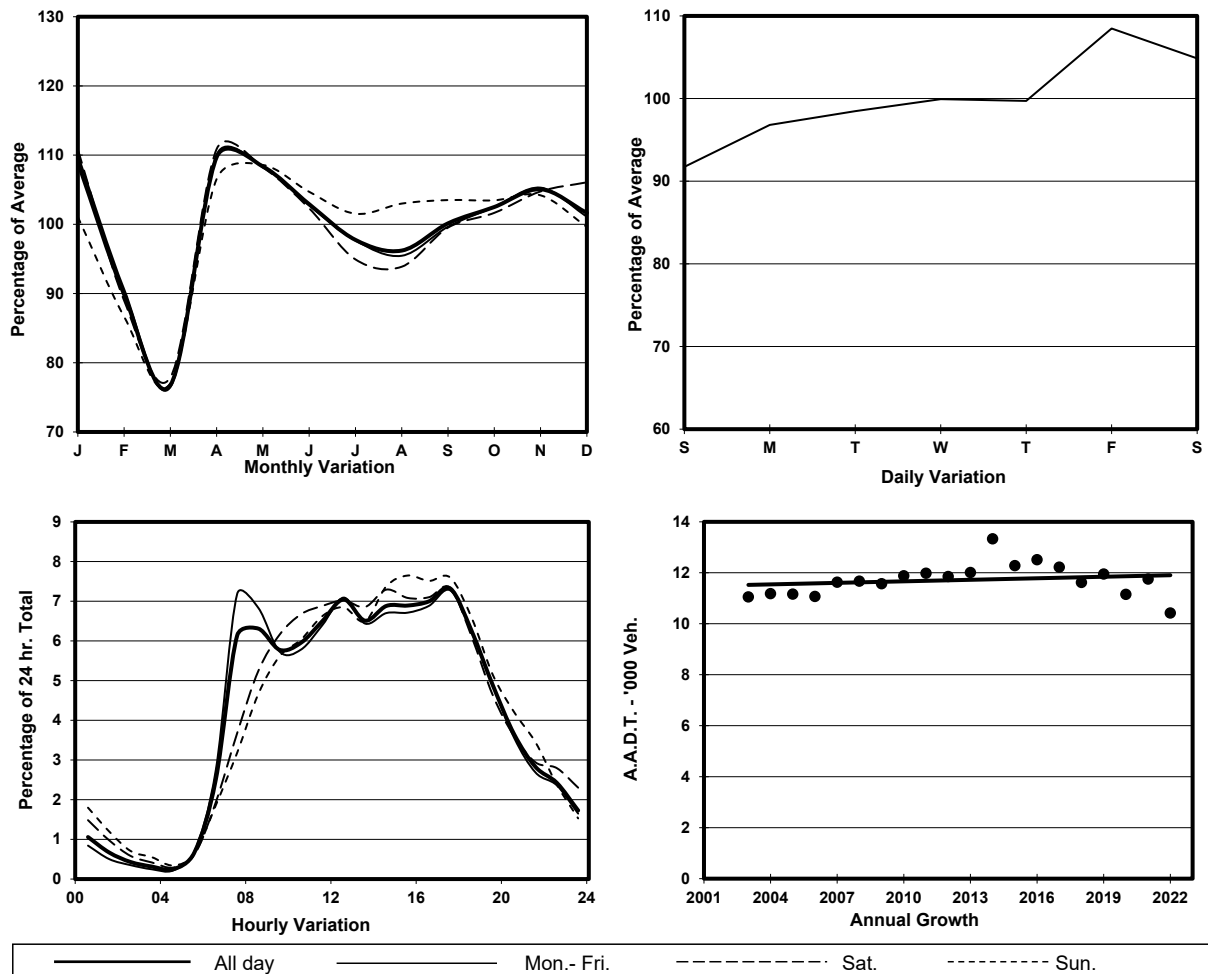 130
120
110
100
90
80
70
Percentage of Average
J F M A M J J A S O N D
Monthly Variation
110
100
90
80
70
60
Percentage of Average
S M T W T F S
Daily Variation
9
8
7
6
5
4
3
2
1
0
Percentage of 24 hr. Total
00 04 08 12 16 20 24
Hourly Variation
14
12
10
8
6
4
2
0
A.A.D.T. - '000 Veh.
2001 2004 2007 2010 2013 2016 2019 2022
Annual Growth
All day Mon.- Fri. Sat. Sun.